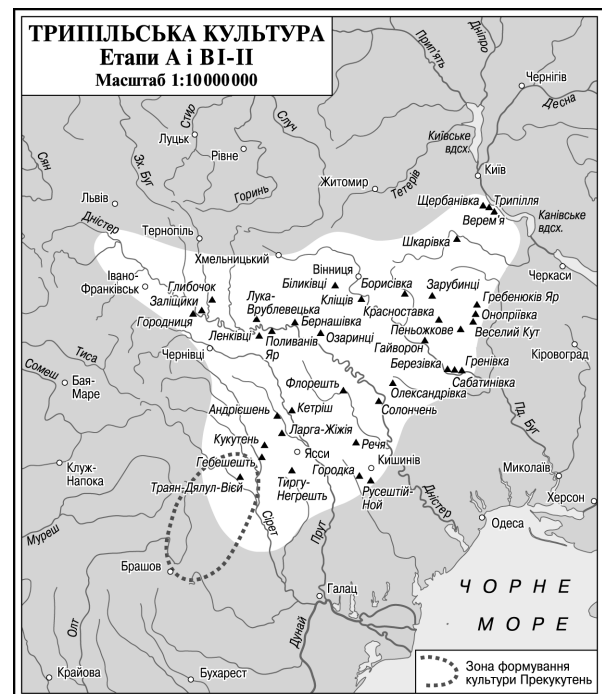 ТРИПІЛЬСЬКА КУЛЬТУРА
Етапи А і ВІ-ІІ
Масштаб 1:10 000 000
Дніпро
Прип'ять
Чернігів
Десна
Стир
Случ
Луцьк
Київське
вдсх.
Рівне
Зх. Буг
Сян
Київ
Горинь
Житомир
Тетерів
Львів
Щербанівка
Трипілля
Верем'я
Канівське
вдсх.
Дністер
Тернопіль
Шкарівка
Хмельницький
Черкаси
Вінниця
Івано-
Франківськ
Глибочок
Біликівці
Борисівка
Зарубинці
Заліщики
Лука-
Врублевецька
Кліщів
Гребенюків Яр
Городниця
Бернашівка
Красноставка
Онопріївка
Пеньожкове
Веселий Кут
Ленківці
Поливанів
Яр
Озаринці
Чернівці
Гайворон
Кіровоград
Тиса
Березівка
Гренівка
Сомеш
Сабатинівка
Флорешть
Бая-
Маре
Олександрівка
Андрієшень
Кетріш
Солончень
Пд. Буг
Ларга-Жіжія
Кукутень
Речя
Ясси
Гебешешть
Кишинів
Клуж-
Напока
Городка
Миколаїв
Траян-Дялул-Вієй
Тиргу-
Негрешть
Русештій-
Ной
Херсон
Дністер
Сірет
Одеса
Муреш
Прут
Брашов
Галац
ЧОРНЕ
МОРЕ
Олт
Дунай
Зона формування
культури Прекукутень
Крайова
Бухарест